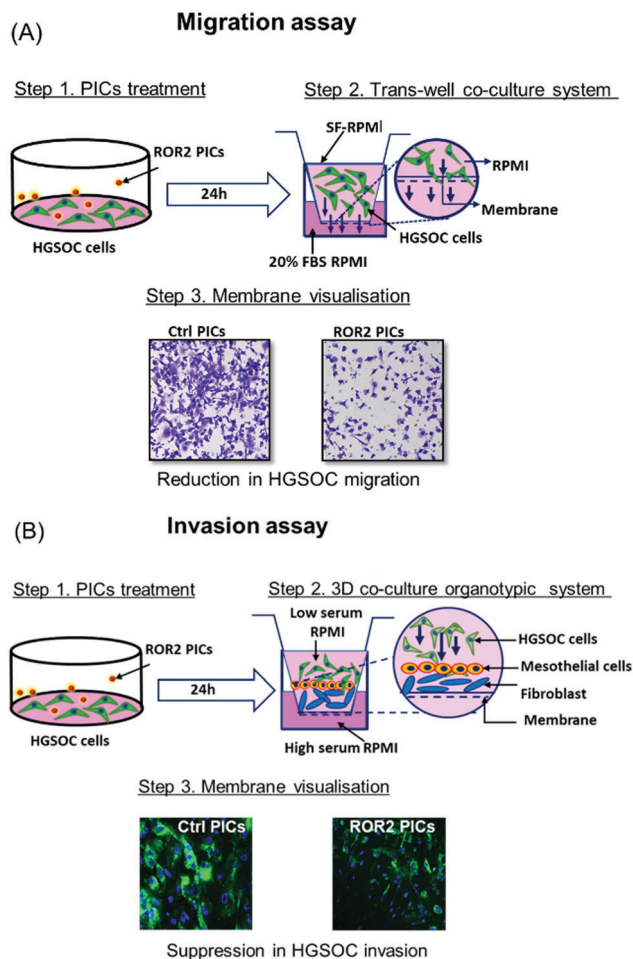 (A)
Migration assay
Step 1. PICs treatment
Step 2. Trans-well co-culture system
ROR2 PICs
24h
HGSOC cells
SF-RPMI
RPMI
Membrane
HGSOC cells
20% FBS RPMI
Step 3. Membrane visualisation
Ctrl PICs
ROR2 PICs
Reduction in HGSOC migration
(B)
Invasion assay
Step 1. PICs treatment
Step 2. 3D co-culture organotypic system
ROR2 PICs
24h
HGSOC cells
Low serum
RPMI
HGSOC cells
Mesothelial cells
Fibroblast
Membrane
High serum RPMI
Step 3. Membrane visualisation
Ctrl PICs
ROR2 PICs
Suppression in HGSOC invasion